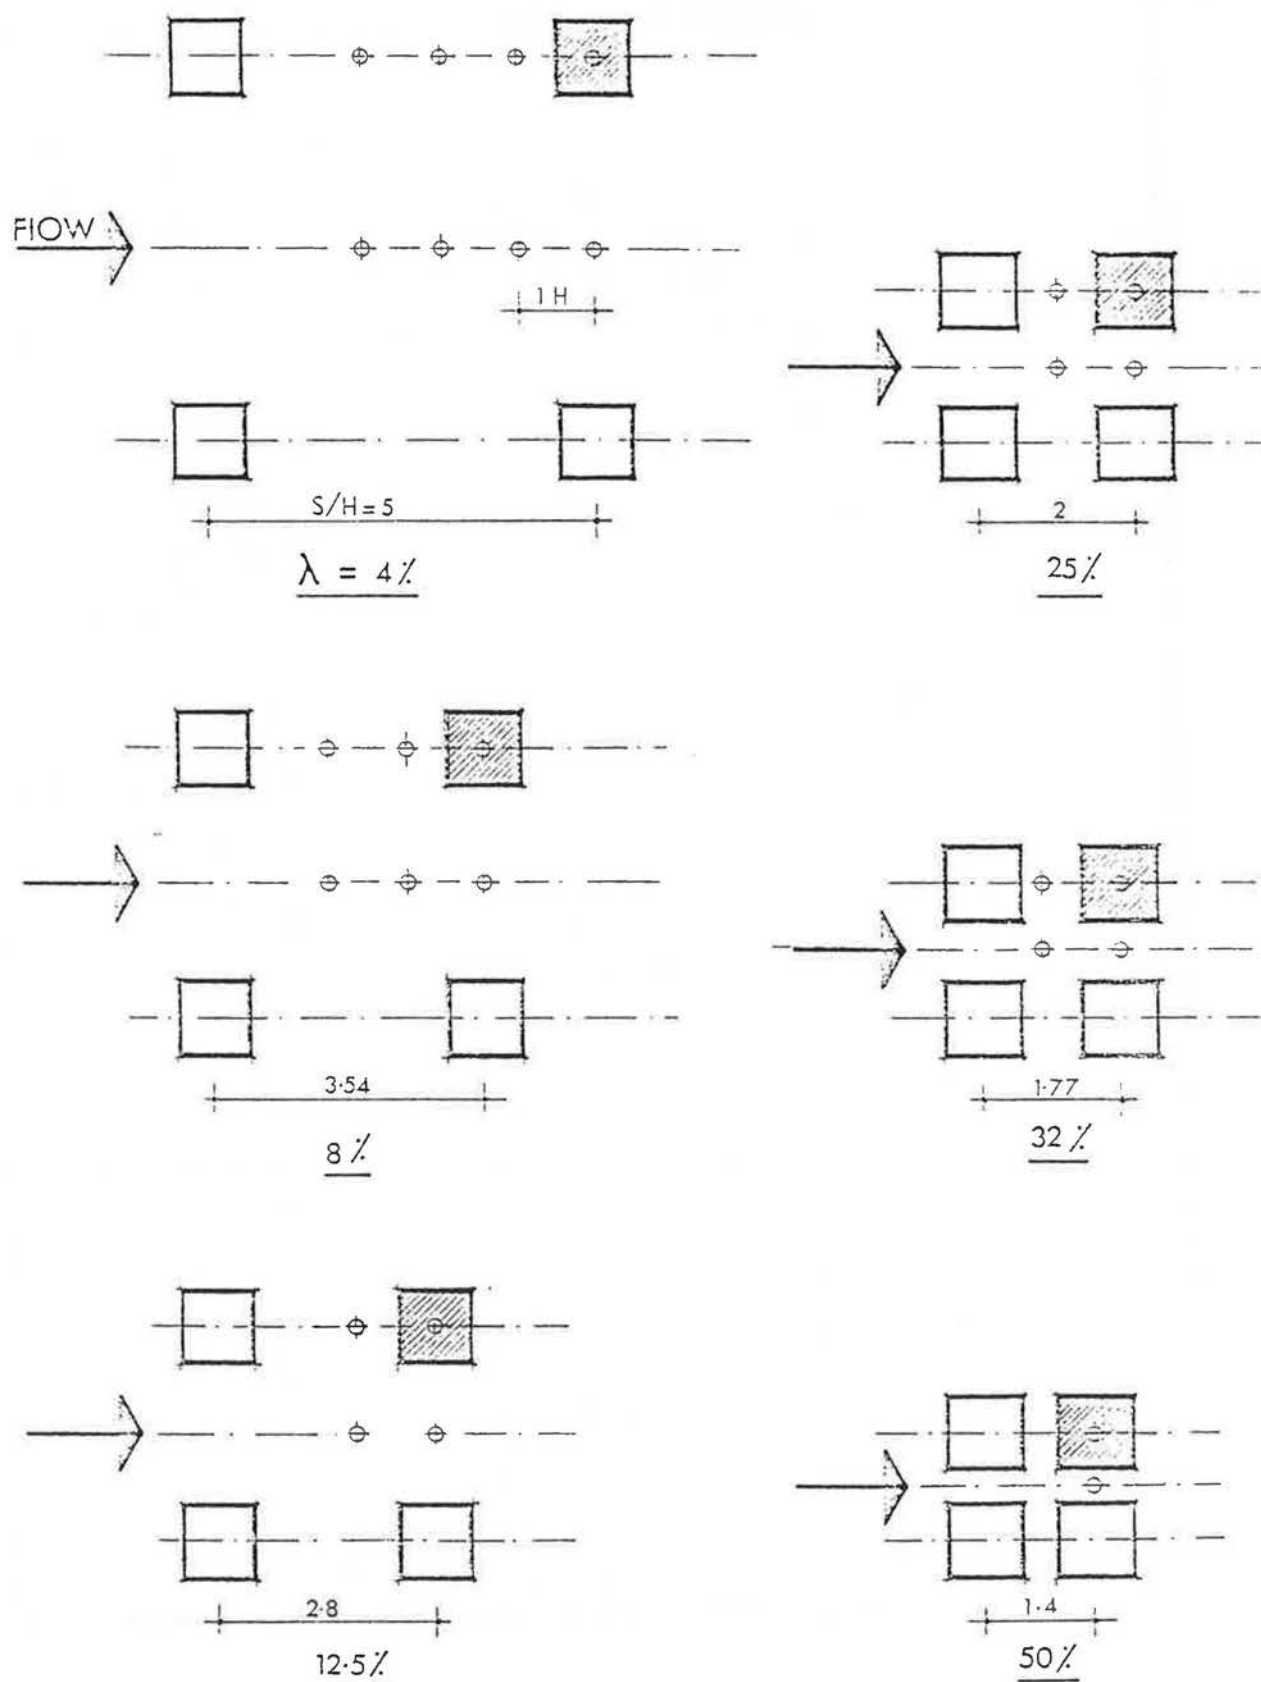 FlOW
1 H
S/H = 5
λ = 4%
2
25%
3·54
8%
1·77
32%
2·8
12·5%
1·4
50%